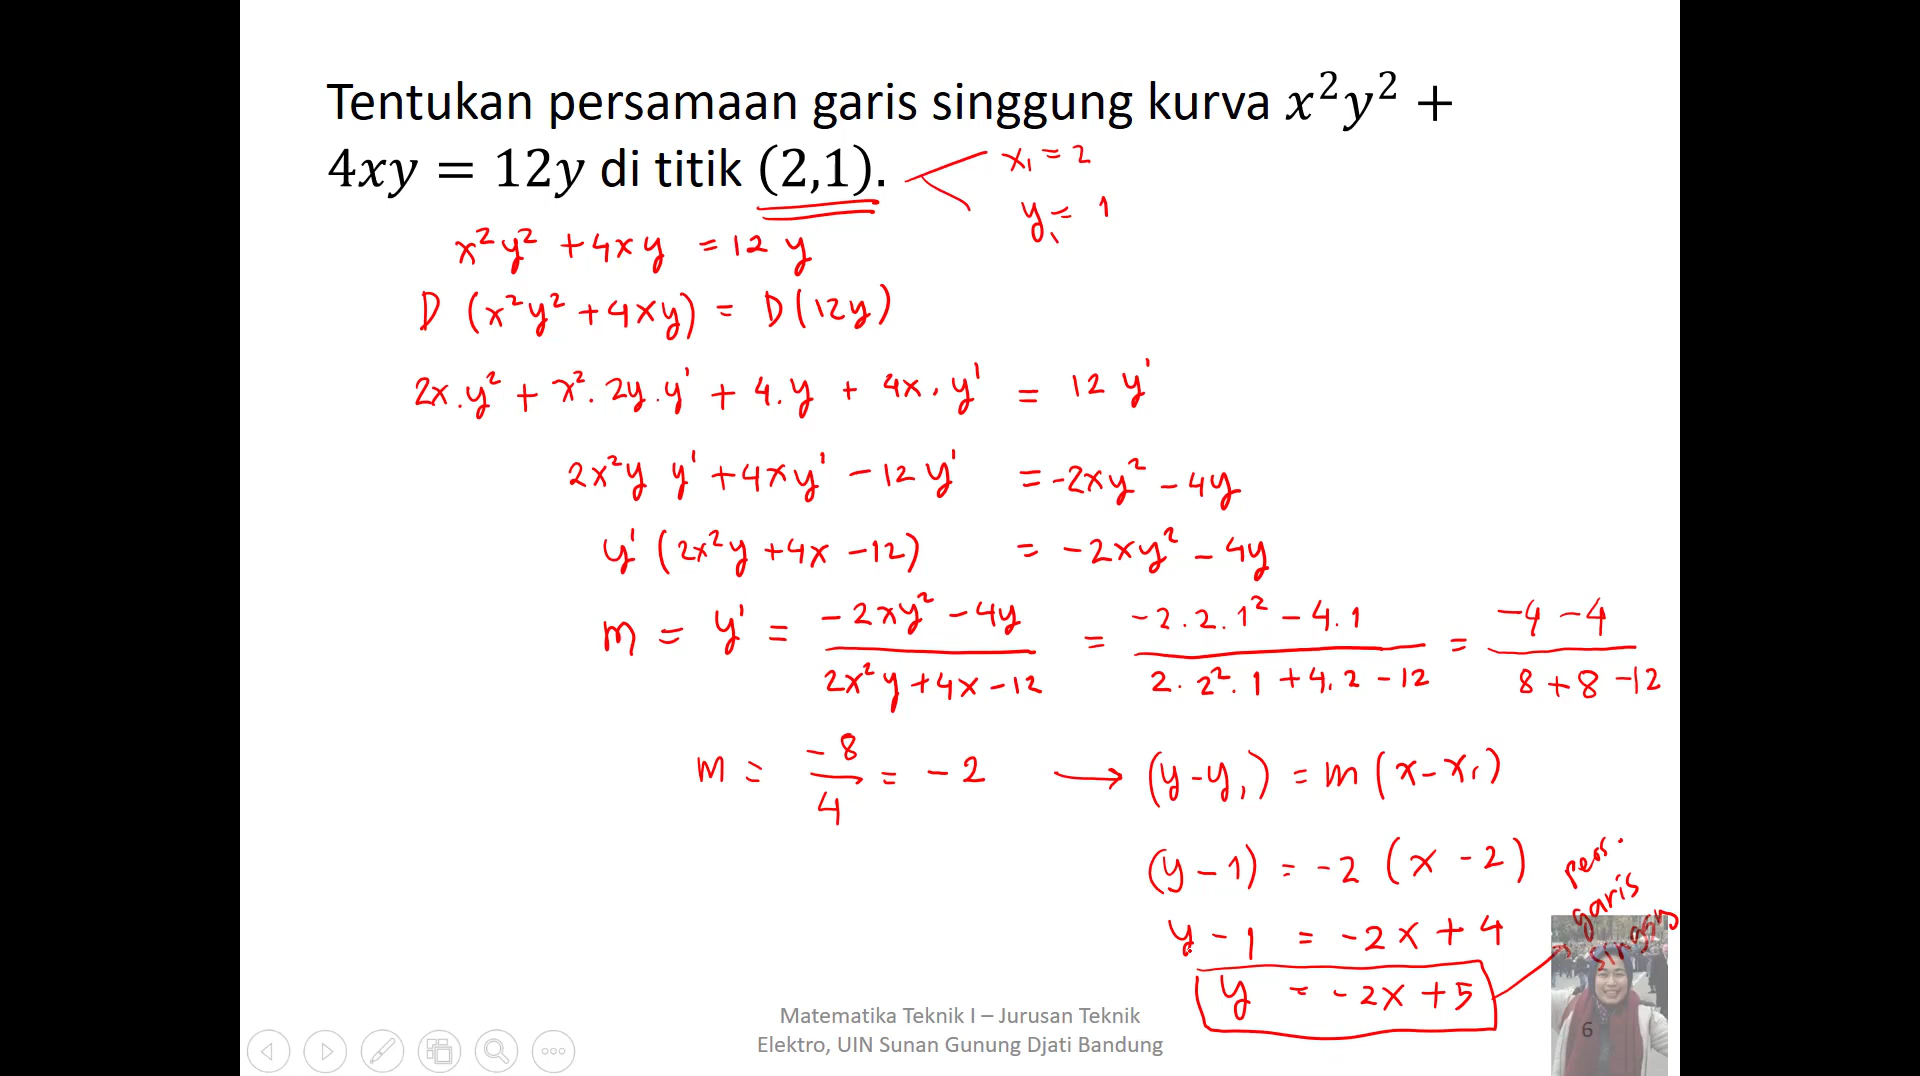 Tentukan persamaan garis singgung kurva x²y² +
4xy = 12y di titik (2,1).
x₁ = 2
y₁ = 1
x²y² + 4xy = 12y
D (x²y² + 4xy) = D(12y)
2x.y² + x².2y.y' + 4.y + 4x.y' = 12y'
2x²y y' + 4xy' - 12y' = -2xy² - 4y
y' (2x²y + 4x - 12) = -2xy² - 4y
m = y' = (-2xy² - 4y)/(2x²y + 4x - 12) = (-2.2.1² - 4.1)/(2.2².1 + 4.2 - 12) = (-4 - 4)/(8 + 8 - 12)
m = -8/4 = -2 → (y - y₁) = m(x - x₁)
(y - 1) = -2 (x - 2)
y - 1 = -2x + 4
y = -2x + 5
pers.
garis
singgung
Matematika Teknik I – Jurusan Teknik
Elektro, UIN Sunan Gunung Djati Bandung
6